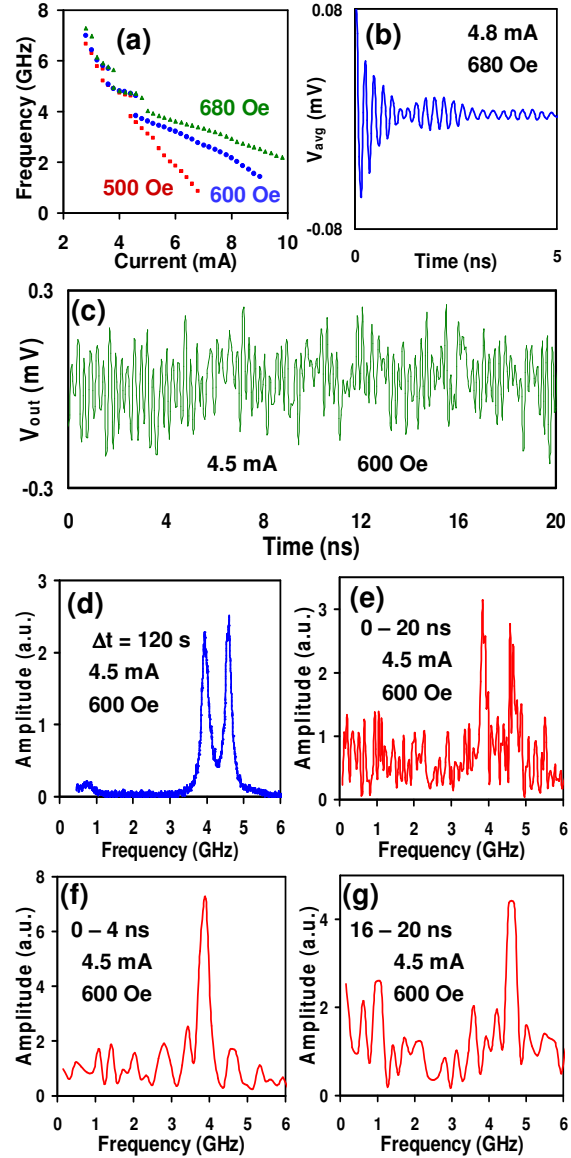 (a)
8
6
4
2
0
Frequency (GHz)
680 Oe
500 Oe
600 Oe
2 4 6 8 10
Current (mA)
(b)
0.08
-0.08
V_avg (mV)
4.8 mA
680 Oe
0 5
Time (ns)
(c)
0.3
-0.3
V_out (mV)
4.5 mA 600 Oe
0 4 8 12 16 20
Time (ns)
(d)
3
2
1
0
Amplitude (a.u.)
Δt = 120 s
4.5 mA
600 Oe
0 1 2 3 4 5 6
Frequency (GHz)
(e)
3
2
1
0
Amplitude (a.u.)
0 – 20 ns
4.5 mA
600 Oe
0 1 2 3 4 5 6
Frequency (GHz)
(f)
8
6
4
2
0
Amplitude (a.u.)
0 – 4 ns
4.5 mA
600 Oe
0 1 2 3 4 5 6
Frequency (GHz)
(g)
4
2
0
Amplitude (a.u.)
16 – 20 ns
4.5 mA
600 Oe
0 1 2 3 4 5 6
Frequency (GHz)